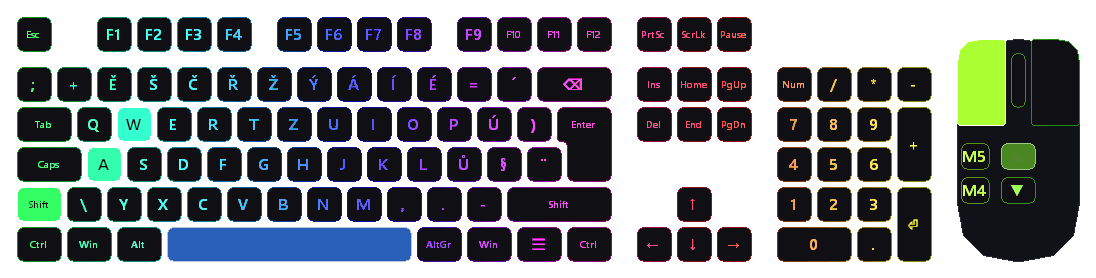 Esc F1 F2 F3 F4 F5 F6 F7 F8 F9 F10 F11 F12 PrtSc ScrLk Pause
; + Ě Š Č Ř Ž Ý Á Í É = ´ ⌫ Ins Home PgUp Num / * -
Tab Q W E R T Z U I O P Ú ) Enter Del End PgDn 7 8 9 +
Caps A S D F G H J K L Ů § ¨ 4 5 6 M5
Shift \ Y X C V B N M , . - Shift ↑ 1 2 3 ⏎ M4 ▼
Ctrl Win Alt AltGr Win ☰ Ctrl ← ↓ → 0 .